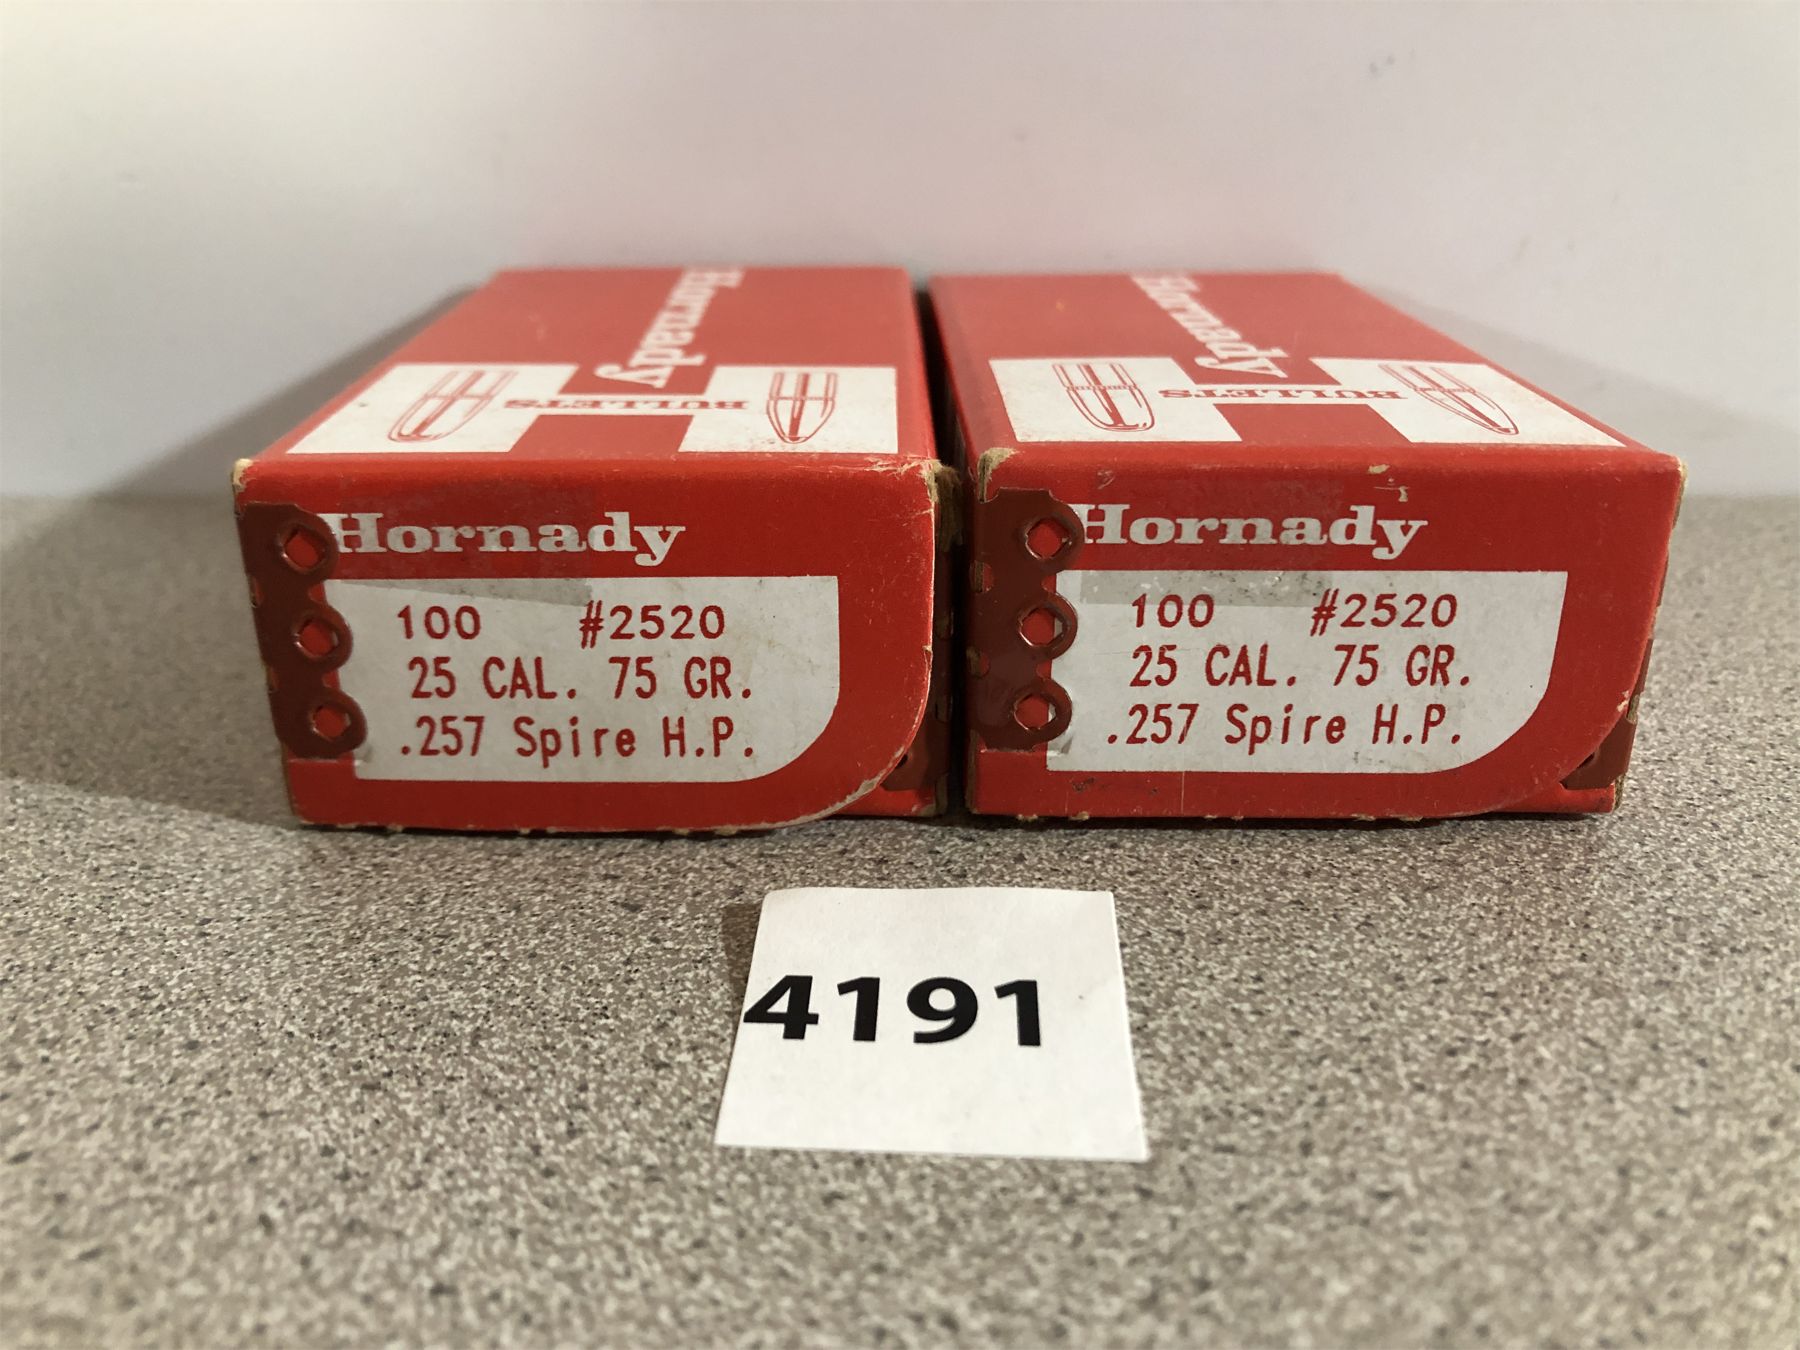 Hornady
BULLETS
Hornady
100 #2520
25 CAL. 75 GR.
.257 Spire H.P.
Hornady
BULLETS
Hornady
100 #2520
25 CAL. 75 GR.
.257 Spire H.P.
4191